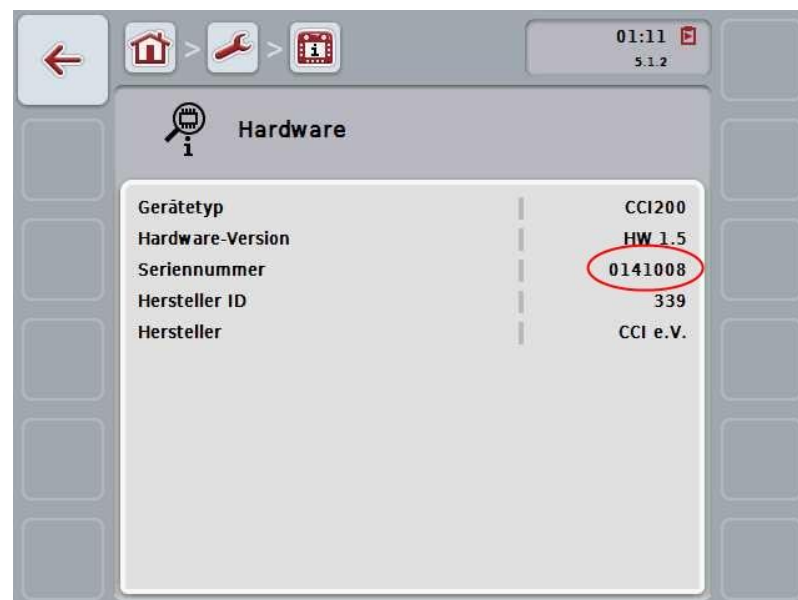 > >
01:11
5.1.2
Hardware
Gerätetyp CCI200
Hardware-Version HW 1.5
Seriennummer 0141008
Hersteller ID 339
Hersteller CCI e.V.